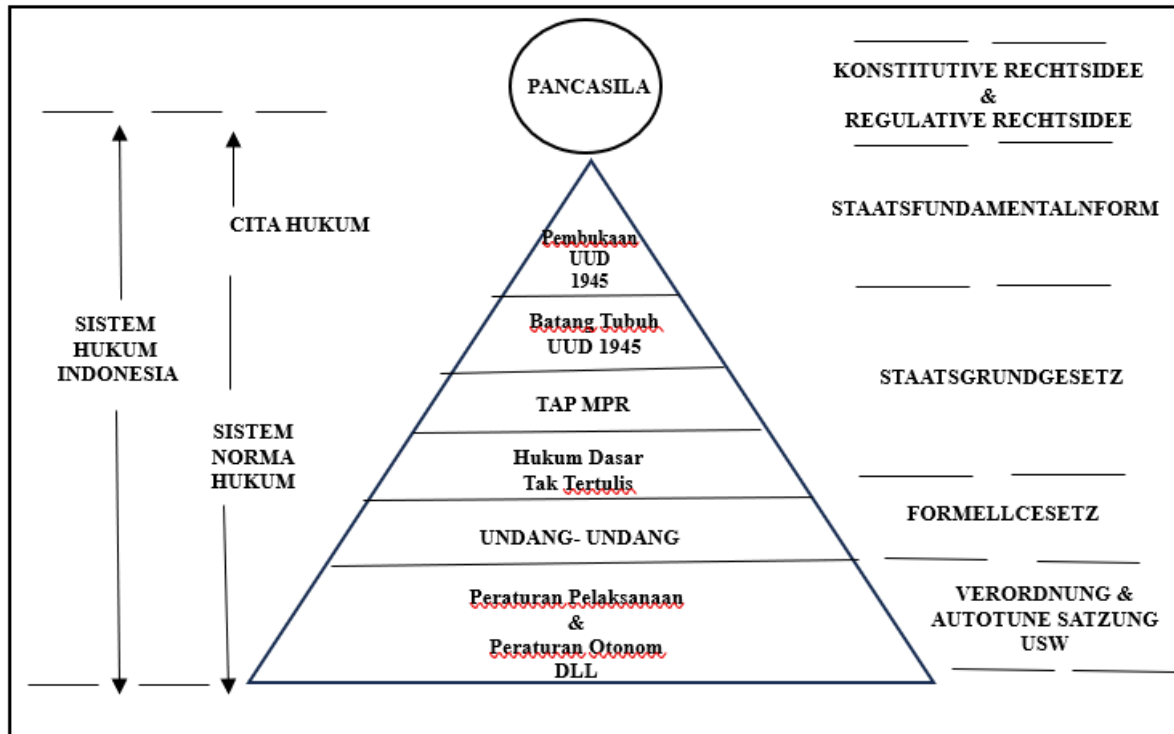 PANCASILA
KONSTITUTIVE RECHTSIDEE
&
REGULATIVE RECHTSIDEE
CITA HUKUM
STAATSFUNDAMENTALNFORM
Pembukaan
UUD
1945
SISTEM
HUKUM
INDONESIA
Batang Tubuh
UUD 1945
STAATSGRUNDGESETZ
TAP MPR
SISTEM
NORMA
HUKUM
Hukum Dasar
Tak Tertulis
FORMELLCESETZ
UNDANG- UNDANG
Peraturan Pelaksanaan
&
Peraturan Otonom
DLL
VERORDNUNG &
AUTOTUNE SATZUNG
USW